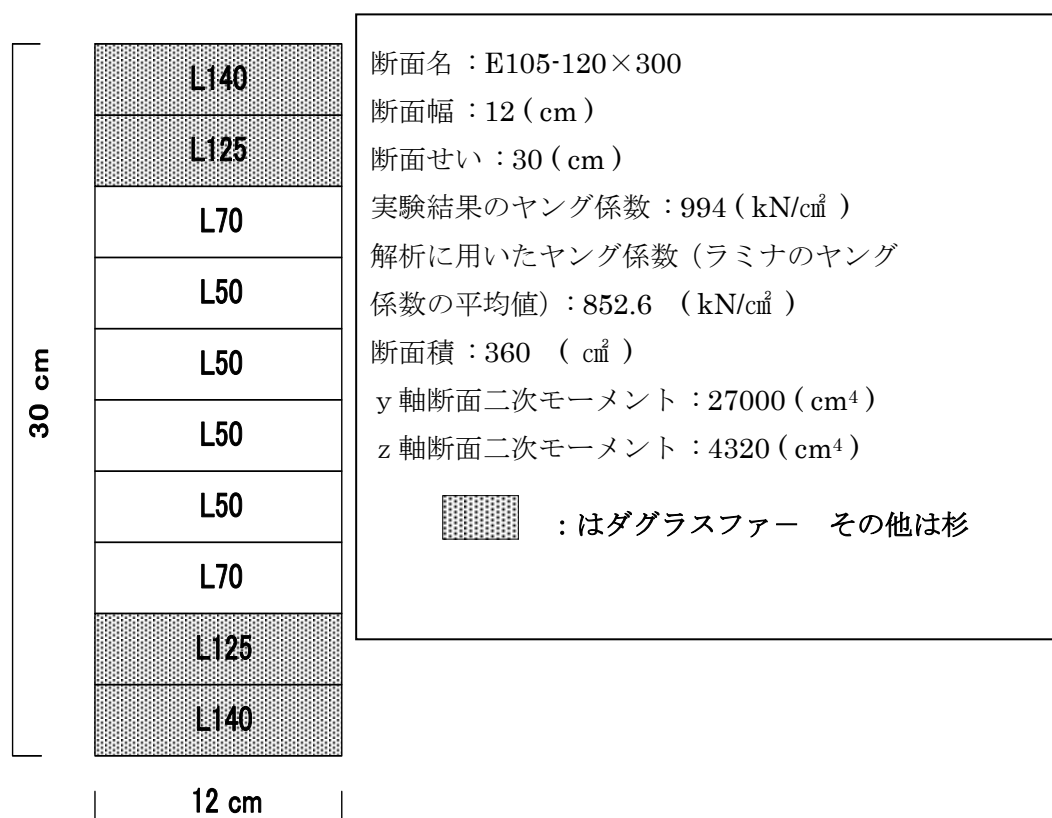 L140
L125
L70
L50
L50
L50
L50
L70
L125
L140
30 cm
12 cm
断面名：E105-120×300
断面幅：12 ( cm )
断面せい：30 ( cm )
実験結果のヤング係数：994 ( kN/c㎡ )
解析に用いたヤング係数（ラミナのヤング
係数の平均値）：852.6 ( kN/c㎡ )
断面積：360 ( c㎡ )
ｙ軸断面二次モーメント：27000 ( cm⁴ )
ｚ軸断面二次モーメント：4320 ( cm⁴ )
：はダグラスファー　その他は杉